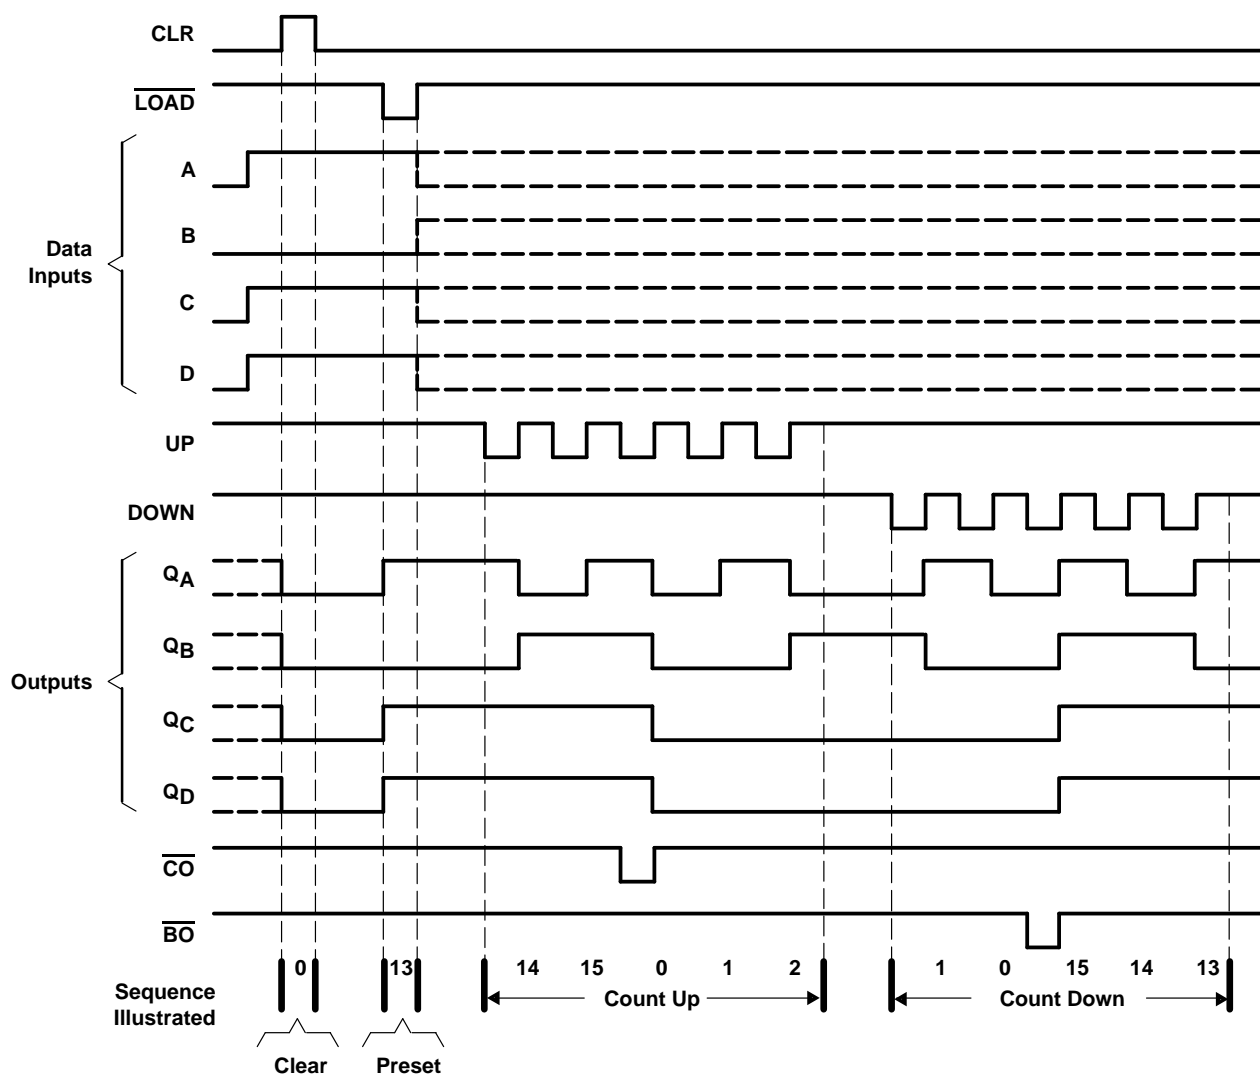 CLR
LOAD
A
B
C
D
Data
Inputs
UP
DOWN
QA
QB
QC
QD
Outputs
CO
BO
0 13 14 15 0 1 2 1 0 15 14 13
Sequence
Illustrated
Count Up
Count Down
Clear
Preset